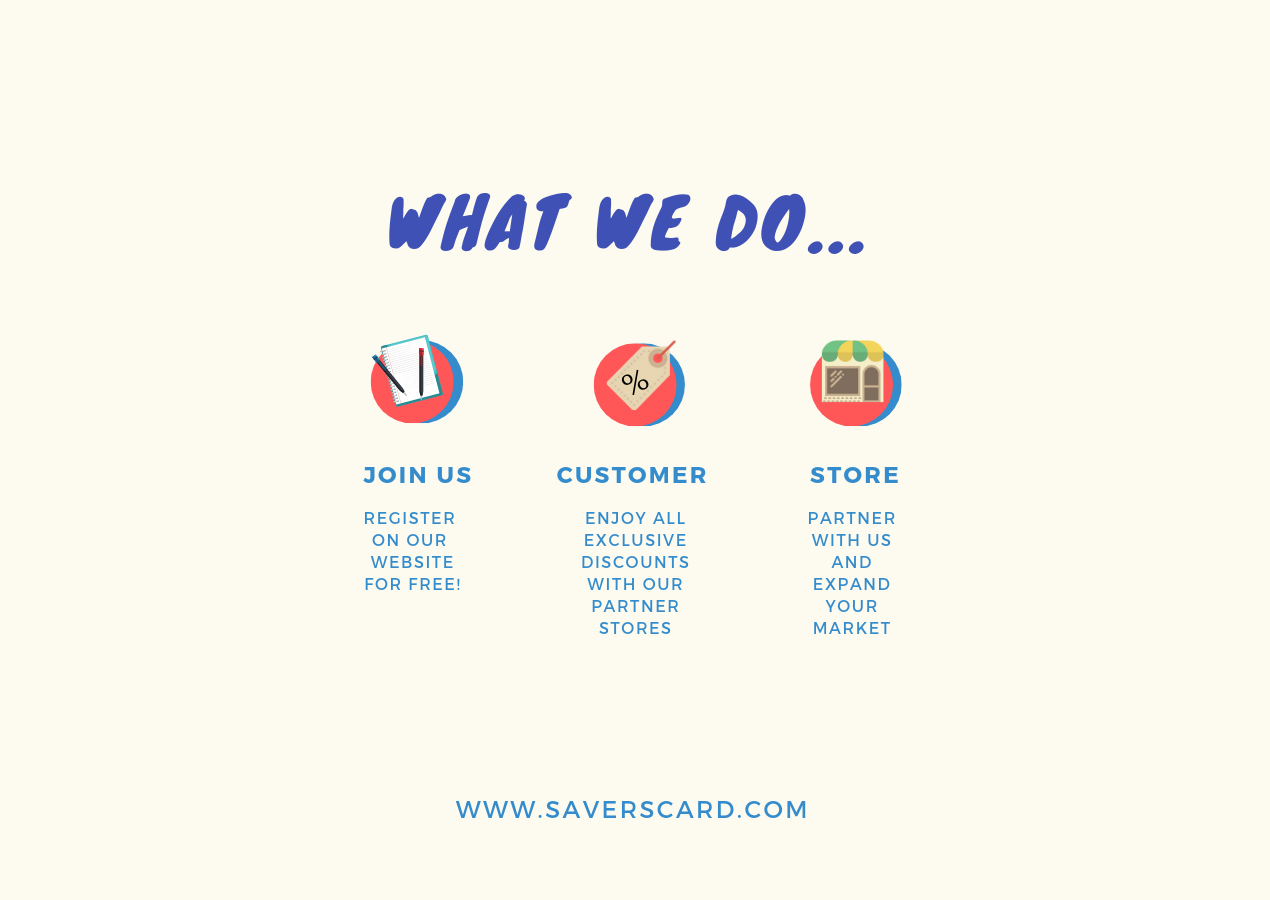 WHAT WE DO...
%
JOIN US
REGISTER
ON OUR
WEBSITE
FOR FREE!
CUSTOMER
ENJOY ALL
EXCLUSIVE
DISCOUNTS
WITH OUR
PARTNER
STORES
STORE
PARTNER
WITH US
AND
EXPAND
YOUR
MARKET
WWW.SAVERSCARD.COM